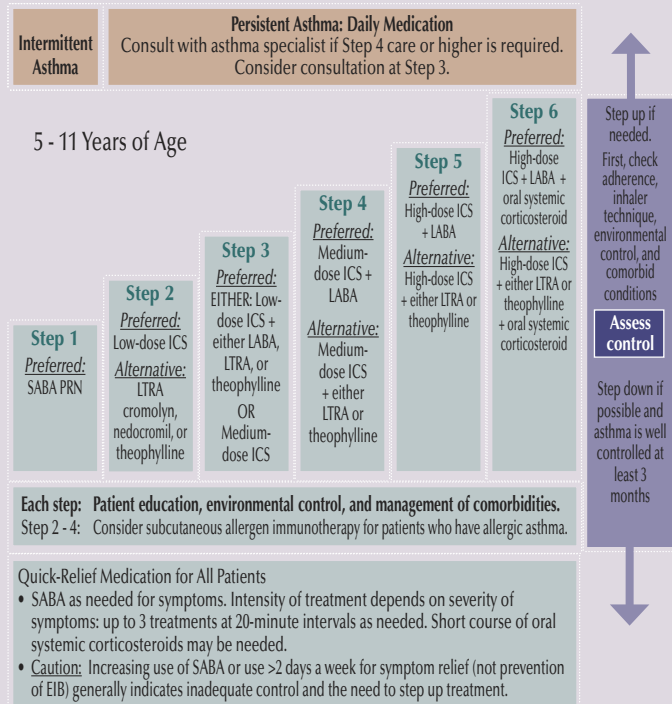 Intermittent
Asthma
Persistent Asthma: Daily Medication
Consult with asthma specialist if Step 4 care or higher is required.
Consider consultation at Step 3.
5 - 11 Years of Age
Step 1
Preferred:
SABA PRN
Step 2
Preferred:
Low-dose ICS
Alternative:
LTRA
cromolyn,
nedocromil, or
theophylline
Step 3
Preferred:
EITHER: Low-
dose ICS +
either LABA,
LTRA, or
theophylline
OR
Medium-
dose ICS
Step 4
Preferred:
Medium-
dose ICS +
LABA
Alternative:
Medium-
dose ICS
+ either
LTRA or
theophylline
Step 5
Preferred:
High-dose ICS
+ LABA
Alternative:
High-dose ICS
+ either LTRA or
theophylline
Step 6
Preferred:
High-dose
ICS + LABA +
oral systemic
corticosteroid
Alternative:
High-dose ICS
+ either LTRA or
theophylline
+ oral systemic
corticosteroid
Step up if
needed.
First, check
adherence,
inhaler
technique,
environmental
control, and
comorbid
conditions
Assess
control
Step down if
possible and
asthma is well
controlled at
least 3
months
Each step: Patient education, environmental control, and management of comorbidities.
Step 2 - 4: Consider subcutaneous allergen immunotherapy for patients who have allergic asthma.
Quick-Relief Medication for All Patients
• SABA as needed for symptoms. Intensity of treatment depends on severity of
symptoms: up to 3 treatments at 20-minute intervals as needed. Short course of oral
systemic corticosteroids may be needed.
• Caution: Increasing use of SABA or use >2 days a week for symptom relief (not prevention
of EIB) generally indicates inadequate control and the need to step up treatment.